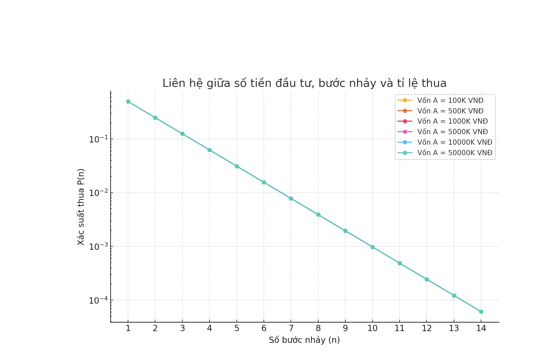 Liên hệ giữa số tiền đầu tư, bước nhảy và tỉ lệ thua
Vốn A = 100K VNĐ
Vốn A = 500K VNĐ
Vốn A = 1000K VNĐ
Vốn A = 5000K VNĐ
Vốn A = 10000K VNĐ
Vốn A = 50000K VNĐ
Xác suất thua P(n)
10⁻¹
10⁻²
10⁻³
10⁻⁴
1 2 3 4 5 6 7 8 9 10 11 12 13 14
Số bước nhảy (n)